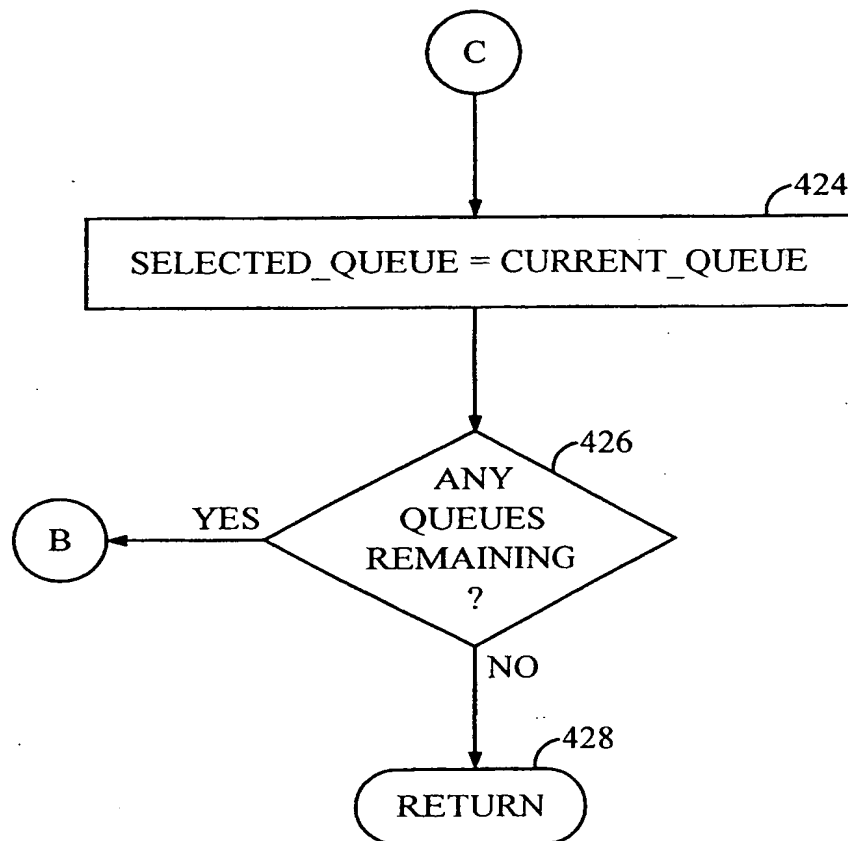 C
424
SELECTED_QUEUE = CURRENT_QUEUE
426
ANY
QUEUES
REMAINING
?
YES
B
NO
428
RETURN